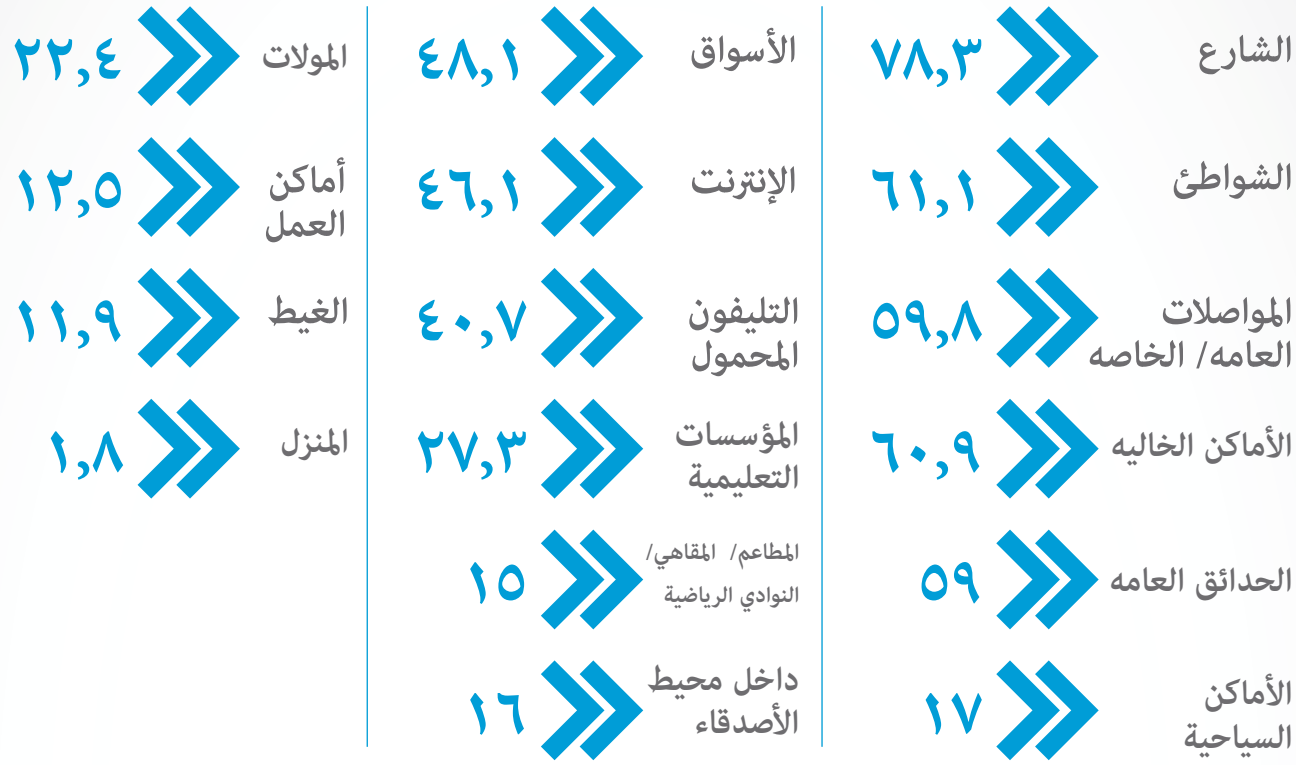 الشارع
٧٨,٣
الشواطئ
٦١,١
المواصلات
العامه/ الخاصه
٥٩,٨
الأماكن الخاليه
٦٠,٩
الحدائق العامه
٥٩
الأماكن
السياحية
١٧
الأسواق
٤٨,١
الإنترنت
٤٦,١
التليفون
المحمول
٤٠,٧
المؤسسات
التعليمية
٢٧,٣
المطاعم/ المقاهي/
النوادي الرياضية
١٥
داخل محيط
الأصدقاء
١٦
المولات
٢٢,٤
أماكن
العمل
١٢,٥
الغيط
١١,٩
المنزل
١,٨